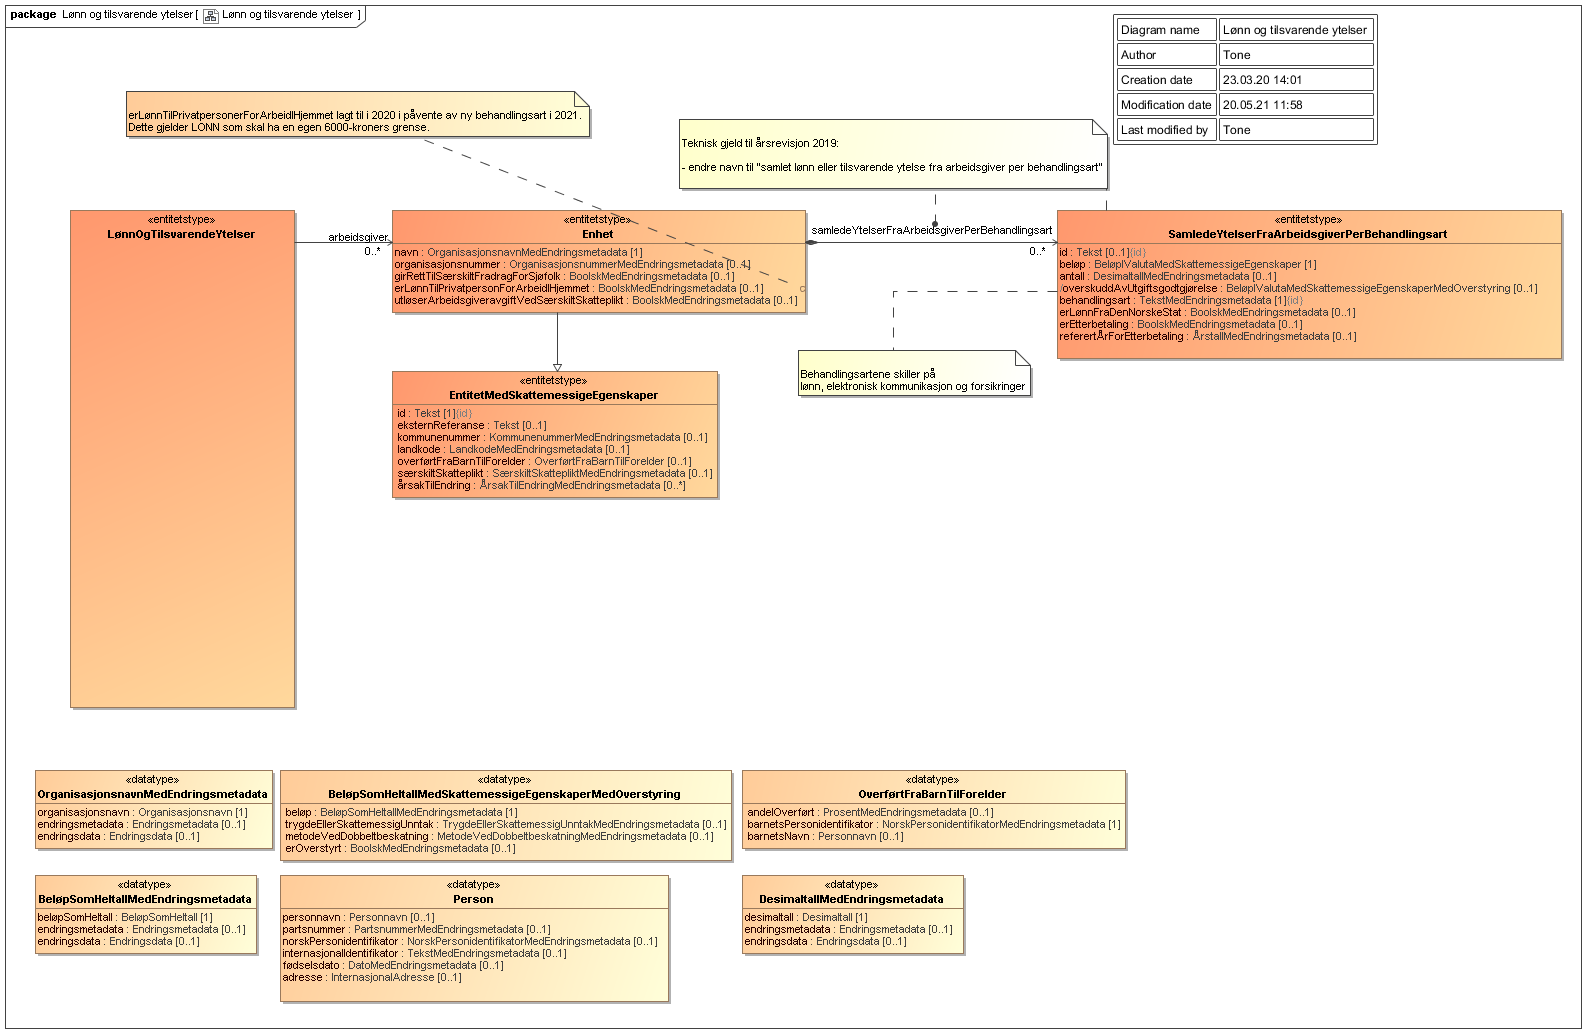 package Lønn og tilsvarende ytelser [ Lønn og tilsvarende ytelser ]
Diagram name Lønn og tilsvarende ytelser
Author Tone
Creation date 23.03.20 14:01
Modification date 20.05.21 11:58
Last modified by Tone
erLønnTilPrivatpersonerForArbeidIHjemmet lagt til i 2020 i påvente av ny behandlingsart i 2021.
Dette gjelder LONN som skal ha en egen 6000-kroners grense.
Teknisk gjeld til årsrevisjon 2019:
- endre navn til "samlet lønn eller tilsvarende ytelse fra arbeidsgiver per behandlingsart"
«entitetstype»
LønnOgTilsvarendeYtelser
arbeidsgiver
0..*
«entitetstype»
Enhet
navn : OrganisasjonsnavnMedEndringsmetadata [1]
organisasjonsnummer : OrganisasjonsnummerMedEndringsmetadata [0..1]
girRettTilSærskiltFradragForSjøfolk : BoolskMedEndringsmetadata [0..1]
erLønnTilPrivatpersonForArbeidIHjemmet : BoolskMedEndringsmetadata [0..1]
utløserArbeidsgiveravgiftVedSærskiltSkatteplikt : BoolskMedEndringsmetadata [0..1]
samledeYtelserFraArbeidsgiverPerBehandlingsart
0..*
«entitetstype»
SamledeYtelserFraArbeidsgiverPerBehandlingsart
id : Tekst [0..1]{id}
beløp : BeløpIValutaMedSkattemessigeEgenskaper [1]
antall : DesimaltallMedEndringsmetadata [0..1]
/overskuddAvUtgiftsgodtgjørelse : BeløpIValutaMedSkattemessigeEgenskaperMedOverstyring [0..1]
behandlingsart : TekstMedEndringsmetadata [1]{id}
erLønnFraDenNorskeStat : BoolskMedEndringsmetadata [0..1]
erEtterbetaling : BoolskMedEndringsmetadata [0..1]
referertÅrForEtterbetaling : ÅrstallMedEndringsmetadata [0..1]
Behandlingsartene skiller på
lønn, elektronisk kommunikasjon og forsikringer
«entitetstype»
EntitetMedSkattemessigeEgenskaper
id : Tekst [1]{id}
eksternReferanse : Tekst [0..1]
kommunenummer : KommunenummerMedEndringsmetadata [0..1]
landkode : LandkodeMedEndringsmetadata [0..1]
overførtFraBarnTilForelder : OverførtFraBarnTilForelder [0..1]
særskiltSkatteplikt : SærskiltSkattepliktMedEndringsmetadata [0..1]
årsakTilEndring : ÅrsakTilEndringMedEndringsmetadata [0..*]
«datatype»
OrganisasjonsnavnMedEndringsmetadata
organisasjonsnavn : Organisasjonsnavn [1]
endringsmetadata : Endringsmetadata [0..1]
endringsdata : Endringsdata [0..1]
«datatype»
BeløpSomHeltallMedSkattemessigeEgenskaperMedOverstyring
beløp : BeløpSomHeltallMedEndringsmetadata [1]
trygdeEllerSkattemessigUnntak : TrygdeEllerSkattemessigUnntakMedEndringsmetadata [0..1]
metodeVedDobbeltbeskatning : MetodeVedDobbeltbeskatningMedEndringsmetadata [0..1]
erOverstyrt : BoolskMedEndringsmetadata [0..1]
«datatype»
OverførtFraBarnTilForelder
andelOverført : ProsentMedEndringsmetadata [0..1]
barnetsPersonidentifikator : NorskPersonidentifikatorMedEndringsmetadata [1]
barnetsNavn : Personnavn [0..1]
«datatype»
BeløpSomHeltallMedEndringsmetadata
beløpSomHeltall : BeløpSomHeltall [1]
endringsmetadata : Endringsmetadata [0..1]
endringsdata : Endringsdata [0..1]
«datatype»
Person
personnavn : Personnavn [0..1]
partsnummer : PartsnummerMedEndringsmetadata [0..1]
norskPersonidentifikator : NorskPersonidentifikatorMedEndringsmetadata [0..1]
internasjonalIdentifikator : TekstMedEndringsmetadata [0..1]
fødselsdato : DatoMedEndringsmetadata [0..1]
adresse : InternasjonalAdresse [0..1]
«datatype»
DesimaltallMedEndringsmetadata
desimaltall : Desimaltall [1]
endringsmetadata : Endringsmetadata [0..1]
endringsdata : Endringsdata [0..1]